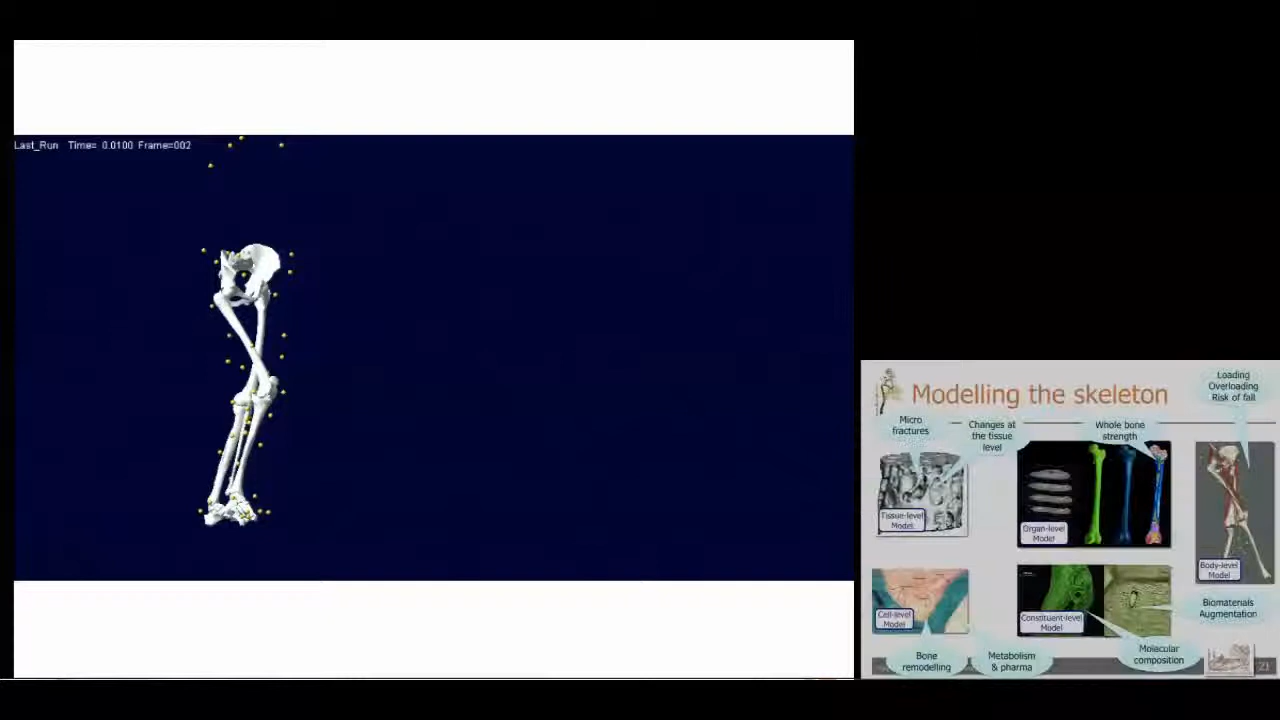 Last_Run Time= 0.0100 Frame=002
Modelling the skeleton
Loading
Overloading
Risk of fall
Micro
fractures
Changes at
the tissue
level
Whole bone
strength
Tissue-level
Model
Organ-level
Model
Body-level
Model
Cell-level
Model
Constituent-level
Model
Biomaterials
Augmentation
Bone
remodelling
Metabolism
& pharma
Molecular
composition
21